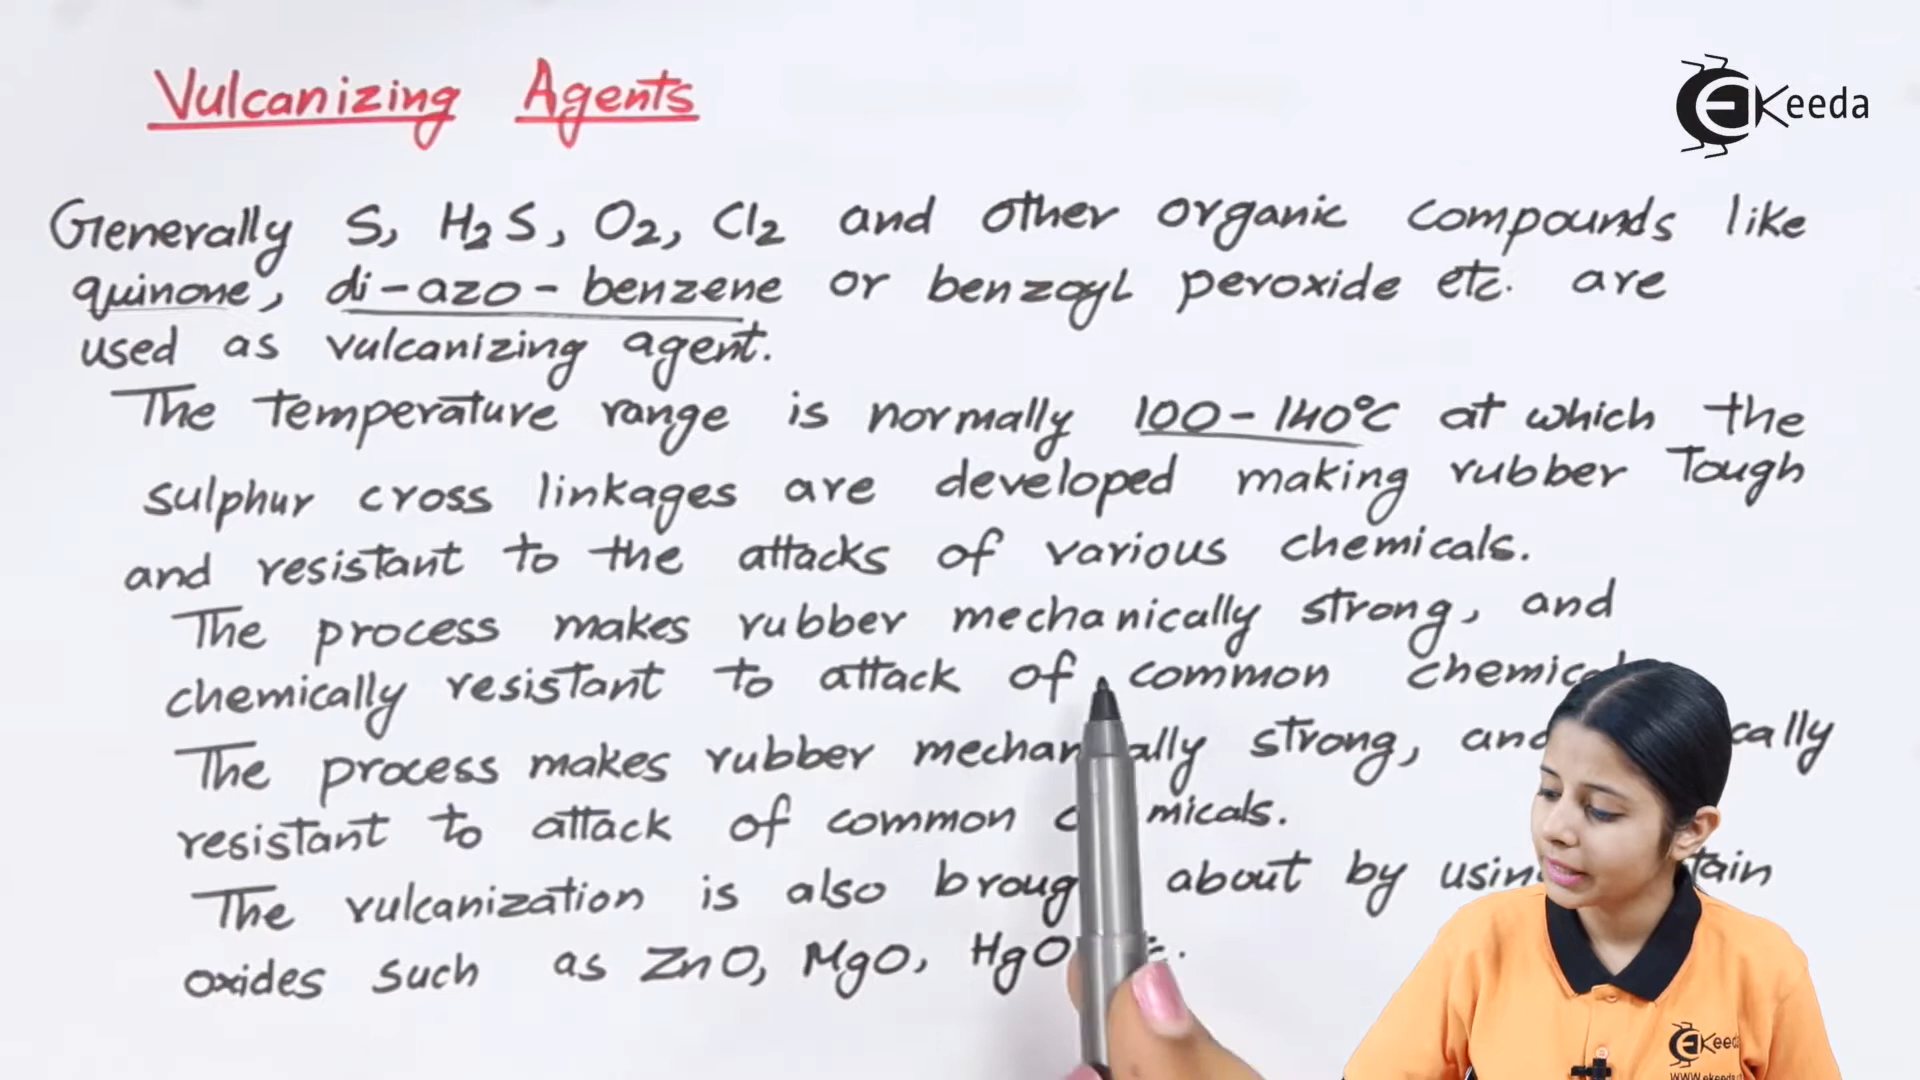 Vulcanizing Agents
EKeeda
Generally S, H2S, O2, Cl2 and other organic compounds like
quinone, di-azo-benzene or benzoyl peroxide etc. are
used as vulcanizing agent.
The temperature range is normally 100-140°C at which the
sulphur cross linkages are developed making rubber Tough
and resistant to the attacks of various chemicals.
The process makes rubber mechanically strong, and
chemically resistant to attack of common
The process makes rubber strong, and
resistant to attack of common
The vulcanization is also about by
oxides such as ZnO, MgO, HgO
EKeeda